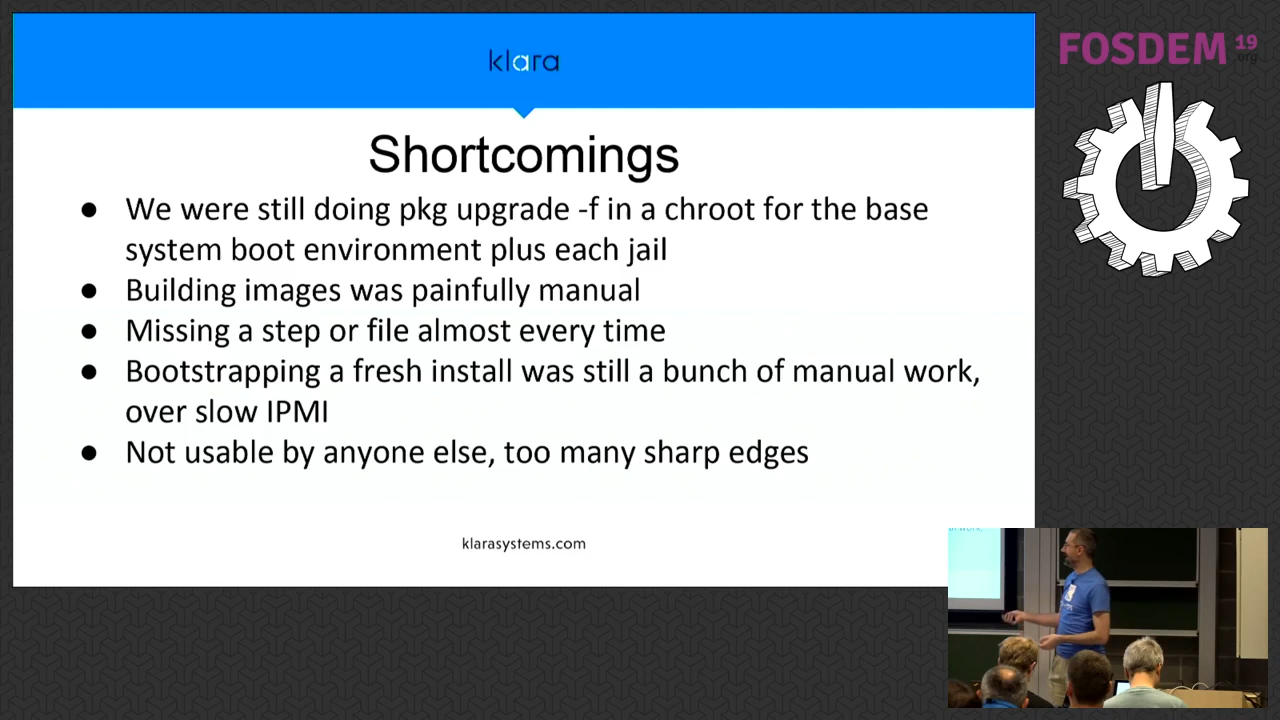 klara
FOSDEM 19
.org
Shortcomings
● We were still doing pkg upgrade -f in a chroot for the base
system boot environment plus each jail
● Building images was painfully manual
● Missing a step or file almost every time
● Bootstrapping a fresh install was still a bunch of manual work,
over slow IPMI
● Not usable by anyone else, too many sharp edges
klarasystems.com